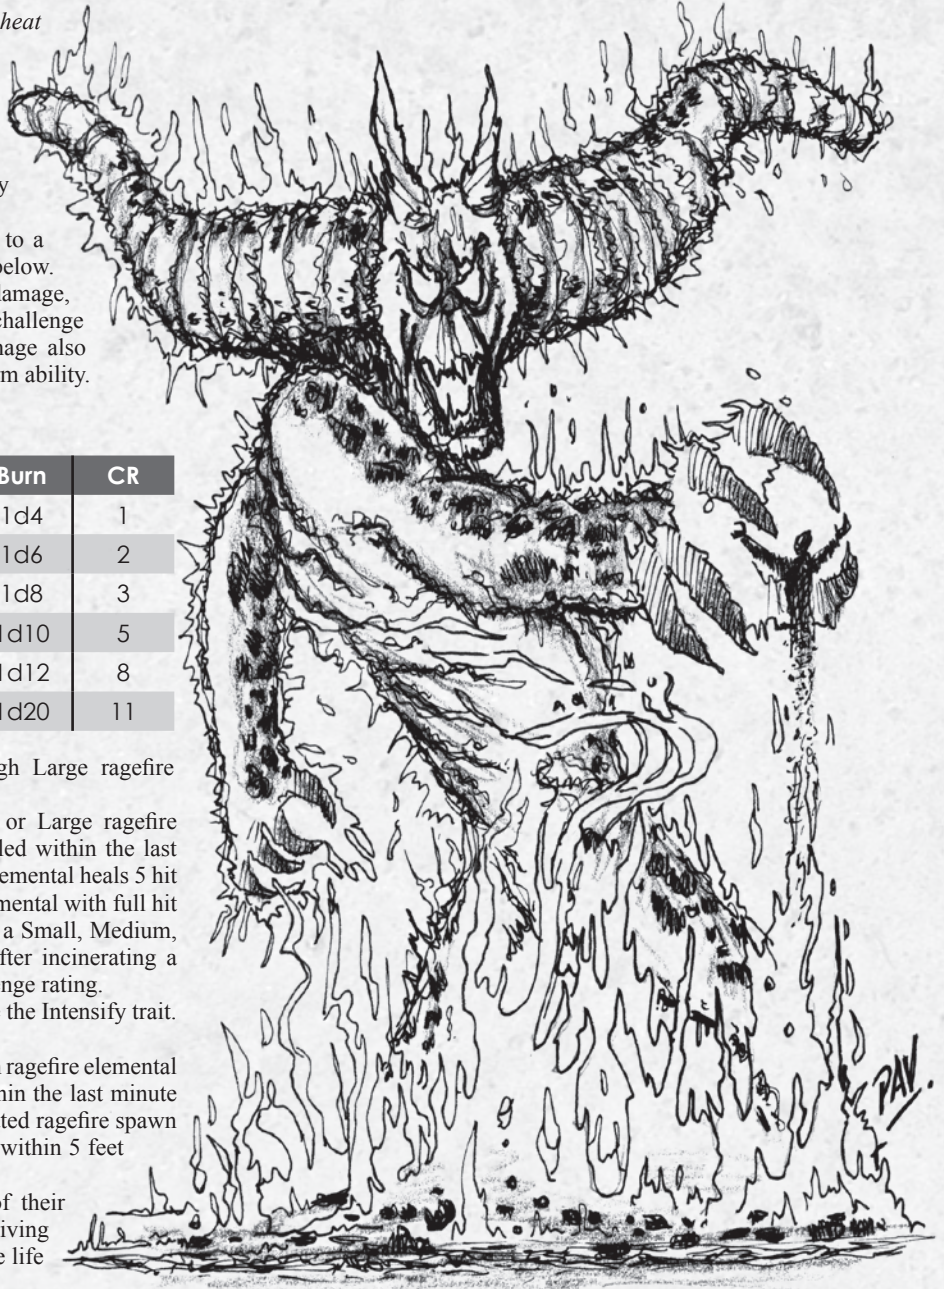 heat
y
to a
below.
damage,
challenge
nage also
m ability.
Burn CR
1d4 1
1d6 2
1d8 3
1d10 5
1d12 8
1d20 11
gh Large ragefire
or Large ragefire
led within the last
elemental heals 5 hit
mental with full hit
a Small, Medium,
fter incinerating a
nge rating.
the Intensify trait.
ragefire elemental
hin the last minute
ted ragefire spawn
within 5 feet
of their
iving
e life
DAV.